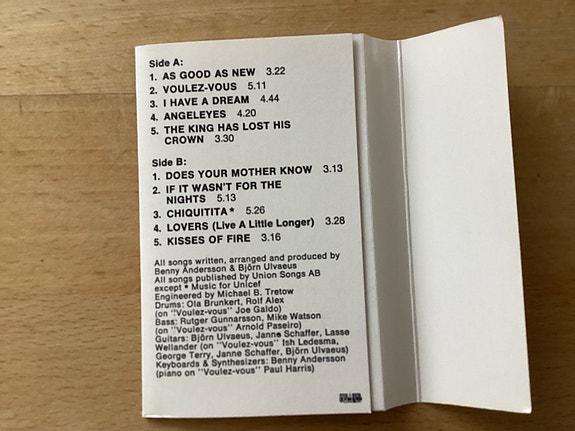 Side A:
1. AS GOOD AS NEW 3.22
2. VOULEZ-VOUS 5.11
3. I HAVE A DREAM 4.44
4. ANGELEYES 4.20
5. THE KING HAS LOST HIS
CROWN 3.30
Side B:
1. DOES YOUR MOTHER KNOW 3.13
2. IF IT WASN'T FOR THE
NIGHTS 5.13
3. CHIQUITITA* 5.26
4. LOVERS (Live A Little Longer) 3.28
5. KISSES OF FIRE 3.16
All songs written, arranged and produced by
Benny Andersson & Björn Ulvaeus
All songs published by Union Songs AB
except * Music for Unicef
Engineered by Michael B. Tretow
Drums: Ola Brunkert, Rolf Alex
(on "Voulez-vous" Joe Galdo)
Bass: Rutger Gunnarsson, Mike Watson
(on "Voulez-vous" Arnold Paseiro)
Guitars: Björn Ulvaeus, Janne Schaffer, Lasse
Wellander (on "Voulez-vous" Ish Ledesma,
George Terry, Janne Schaffer, Björn Ulvaeus)
Keyboards & Synthesizers: Benny Andersson
(piano on "Voulez-vous" Paul Harris)